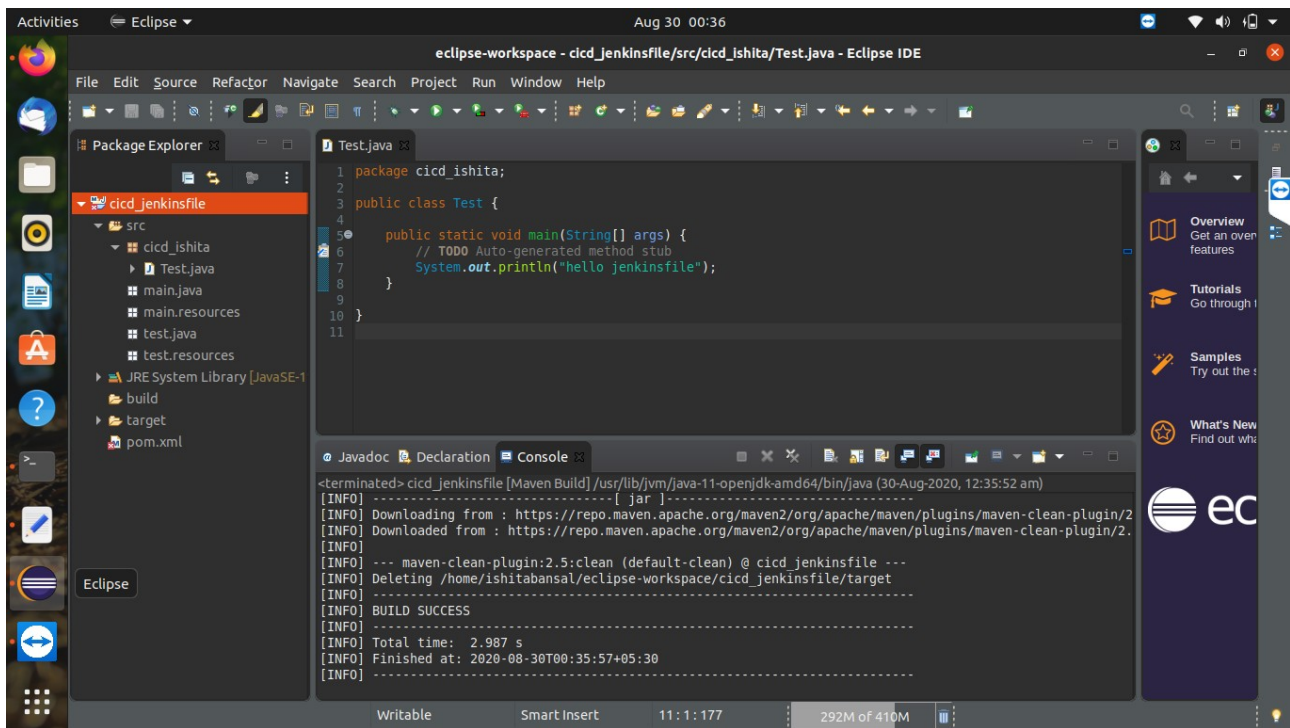 Activities
Eclipse
Aug 30 00:36
eclipse-workspace - cicd_jenkinsfile/src/cicd_ishita/Test.java - Eclipse IDE
File Edit Source Refactor Navigate Search Project Run Window Help
Package Explorer
cicd_jenkinsfile
src
cicd_ishita
Test.java
main.java
main.resources
test.java
test.resources
JRE System Library [JavaSE-1
build
target
pom.xml
Eclipse
Test.java
1 package cicd_ishita;
2
3 public class Test {
4
5 public static void main(String[] args) {
6 // TODO Auto-generated method stub
7 System.out.println("hello jenkinsfile");
8 }
9
10 }
11
@ Javadoc Declaration Console
<terminated> cicd_jenkinsfile [Maven Build] /usr/lib/jvm/java-11-openjdk-amd64/bin/java (30-Aug-2020, 12:35:52 am)
[INFO] --------------------------------[ jar ]---------------------------------
[INFO] Downloading from : https://repo.maven.apache.org/maven2/org/apache/maven/plugins/maven-clean-plugin/2
[INFO] Downloaded from : https://repo.maven.apache.org/maven2/org/apache/maven/plugins/maven-clean-plugin/2.
[INFO]
[INFO] --- maven-clean-plugin:2.5:clean (default-clean) @ cicd_jenkinsfile ---
[INFO] Deleting /home/ishitabansal/eclipse-workspace/cicd_jenkinsfile/target
[INFO] ------------------------------------------------------------------------
[INFO] BUILD SUCCESS
[INFO] ------------------------------------------------------------------------
[INFO] Total time:  2.987 s
[INFO] Finished at: 2020-08-30T00:35:57+05:30
[INFO] ------------------------------------------------------------------------
Overview
Get an over
features
Tutorials
Go through
Samples
Try out the
What's New
Find out wha
ec
Writable
Smart Insert
11 : 1 : 177
292M of 410M